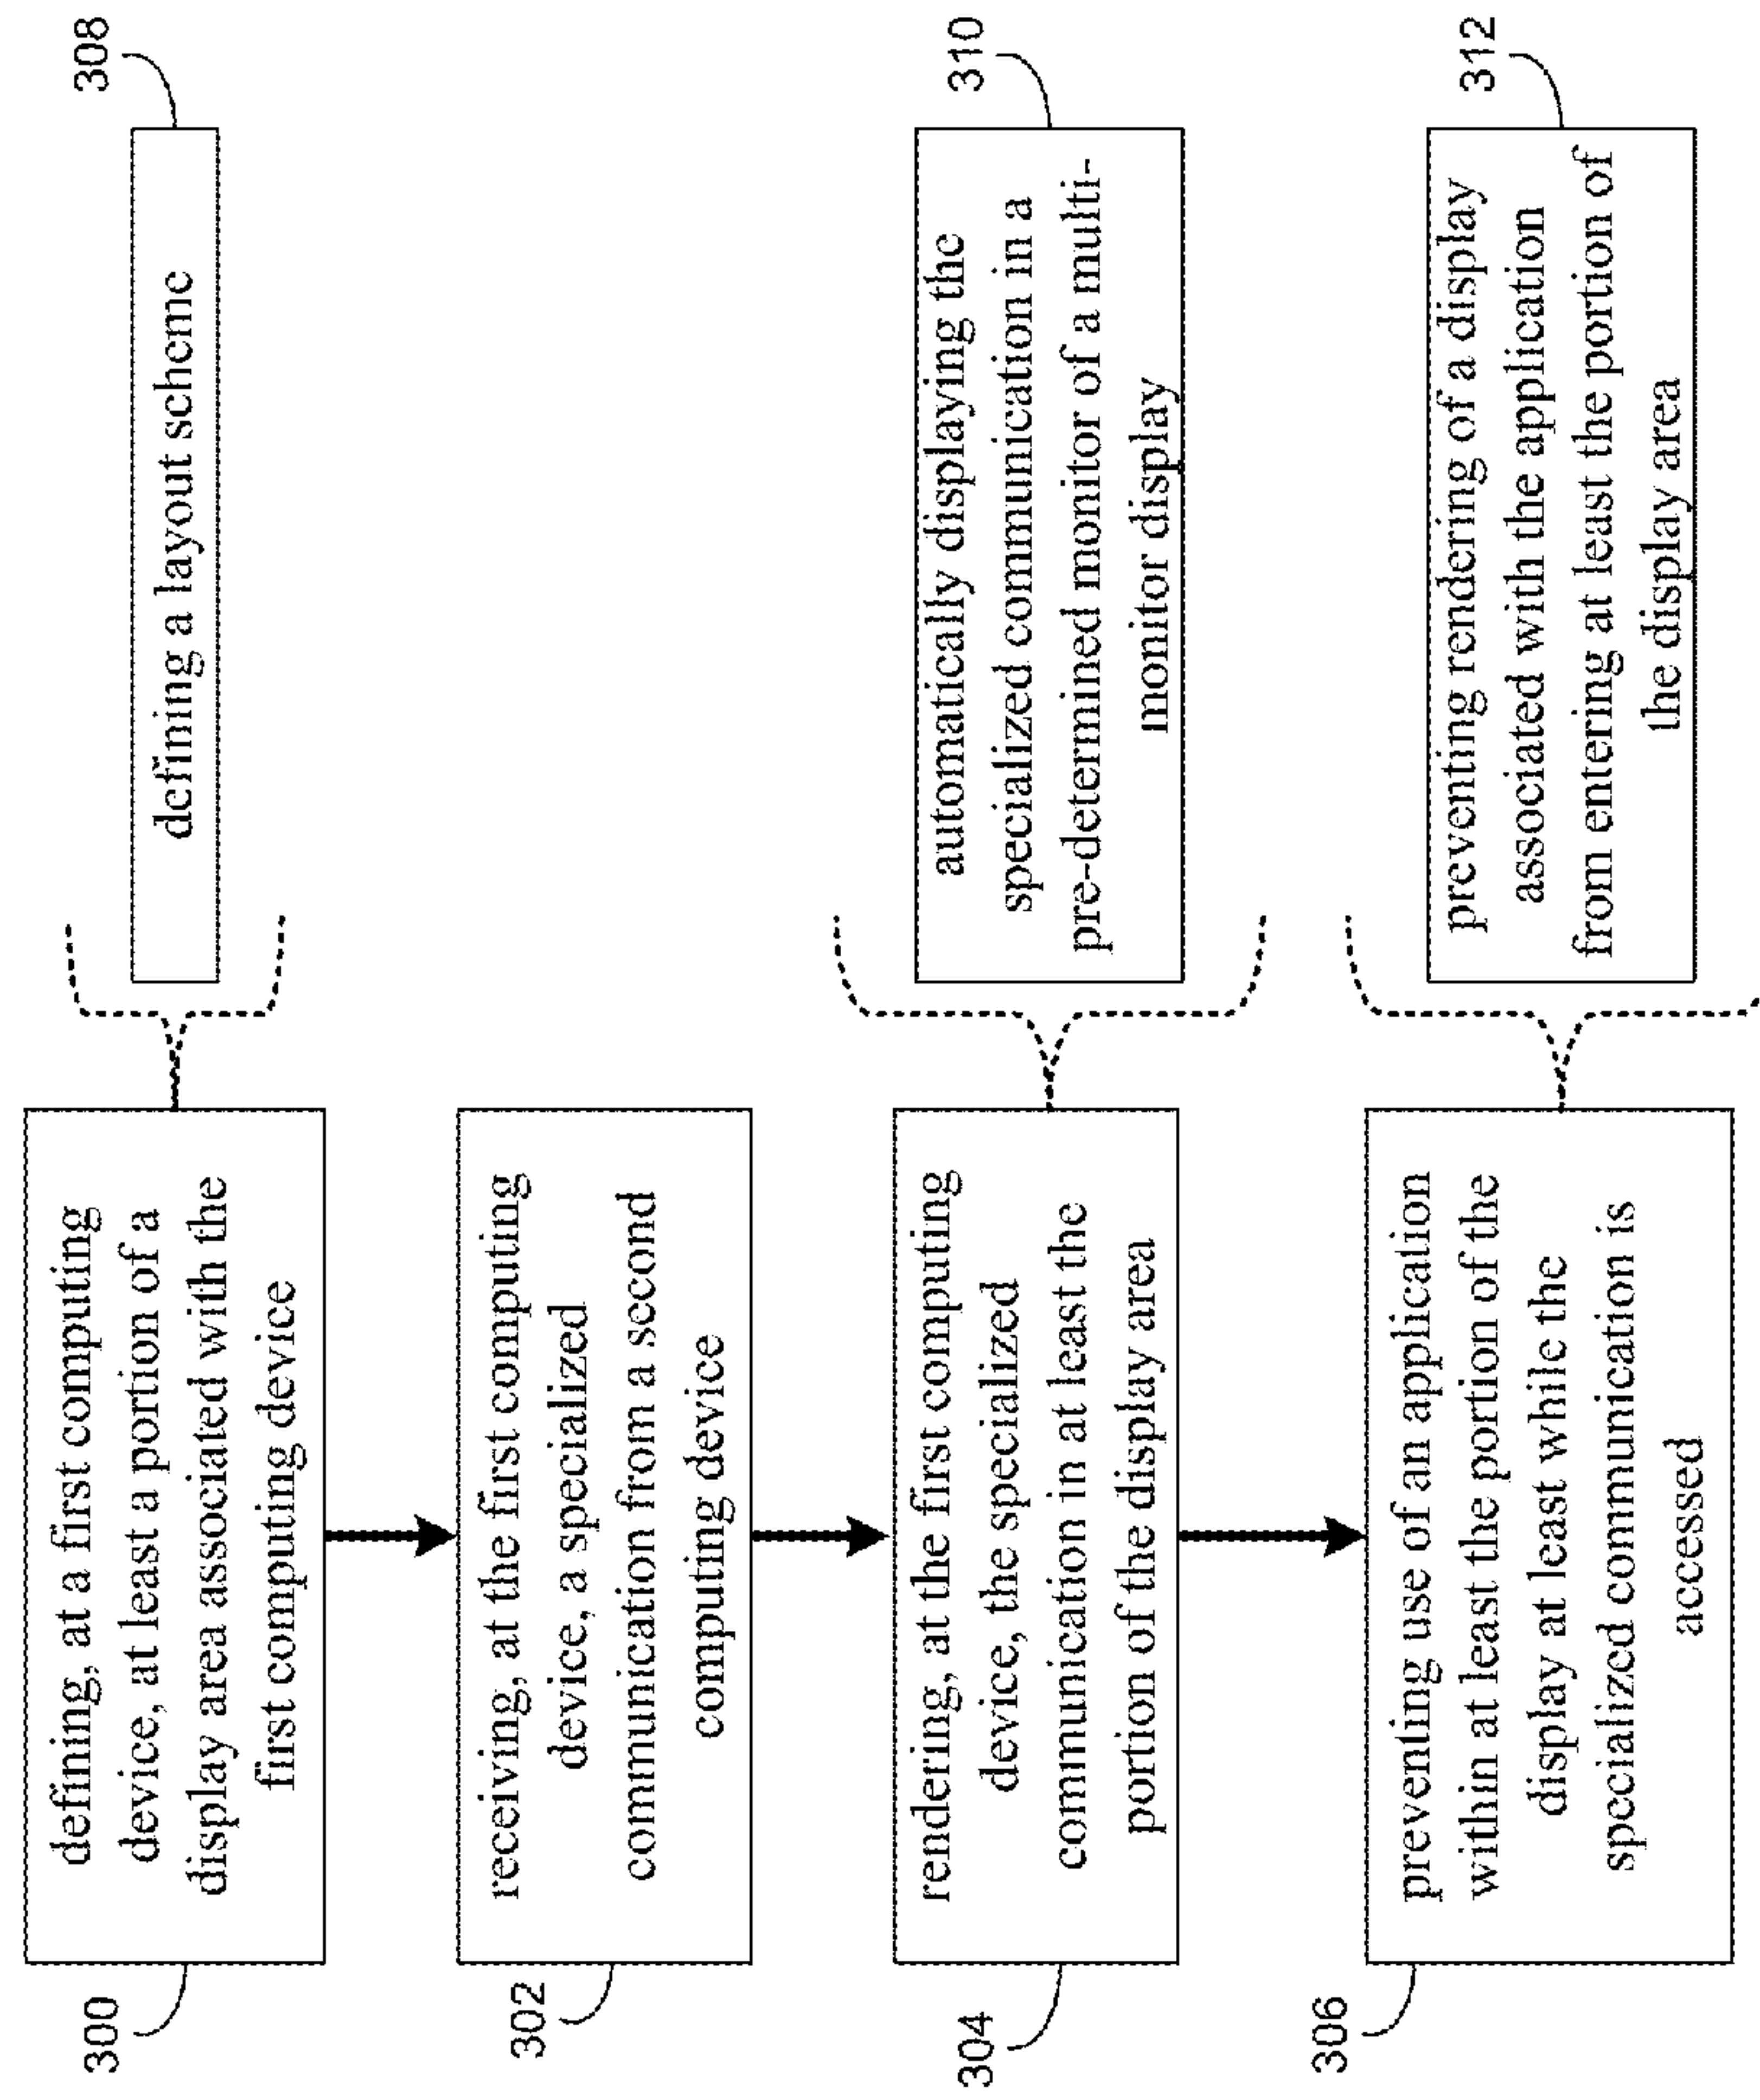 300
defining, at a first computing
device, at least a portion of a
display area associated with the
first computing device
308
defining a layout scheme
302
receiving, at the first computing
device, a specialized
communication from a second
computing device
304
rendering, at the first computing
device, the specialized
communication in at least the
portion of the display area
310
automatically displaying the
specialized communication in a
pre-determined monitor of a multi-
monitor display
306
preventing use of an application
within at least the portion of the
display at least while the
specialized communication is
accessed
312
preventing rendering of a display
associated with the application
from entering at least the portion of
the display area